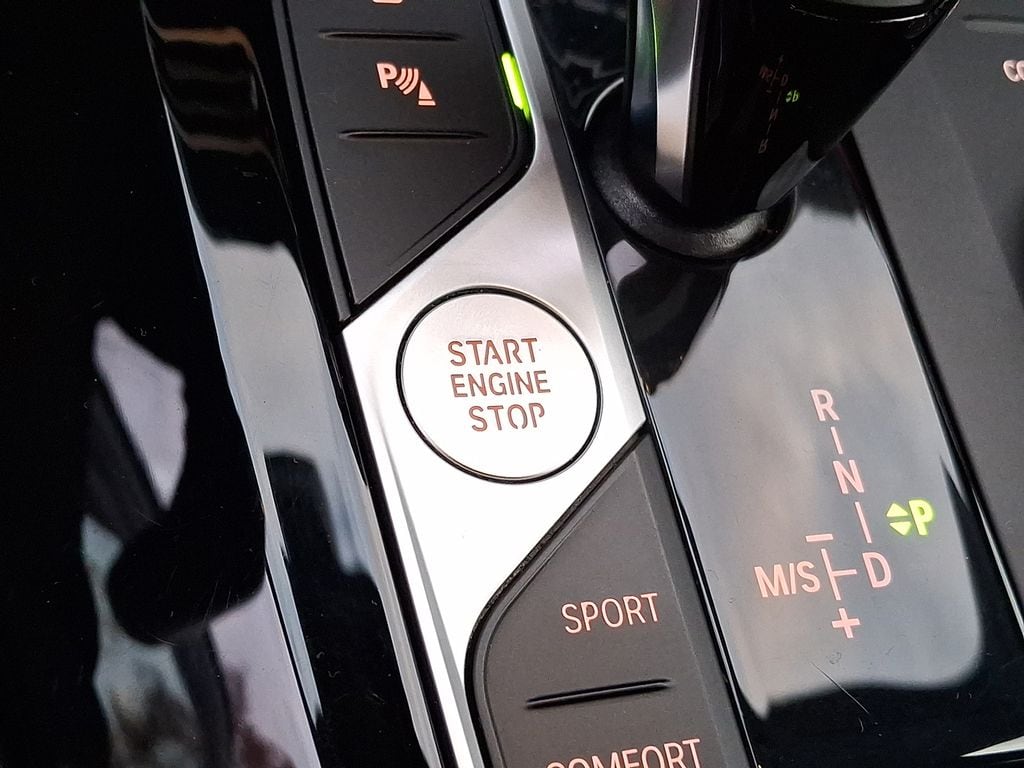 P
START
ENGINE
STOP
R
N
P
M/S
D
SPORT
COMFORT